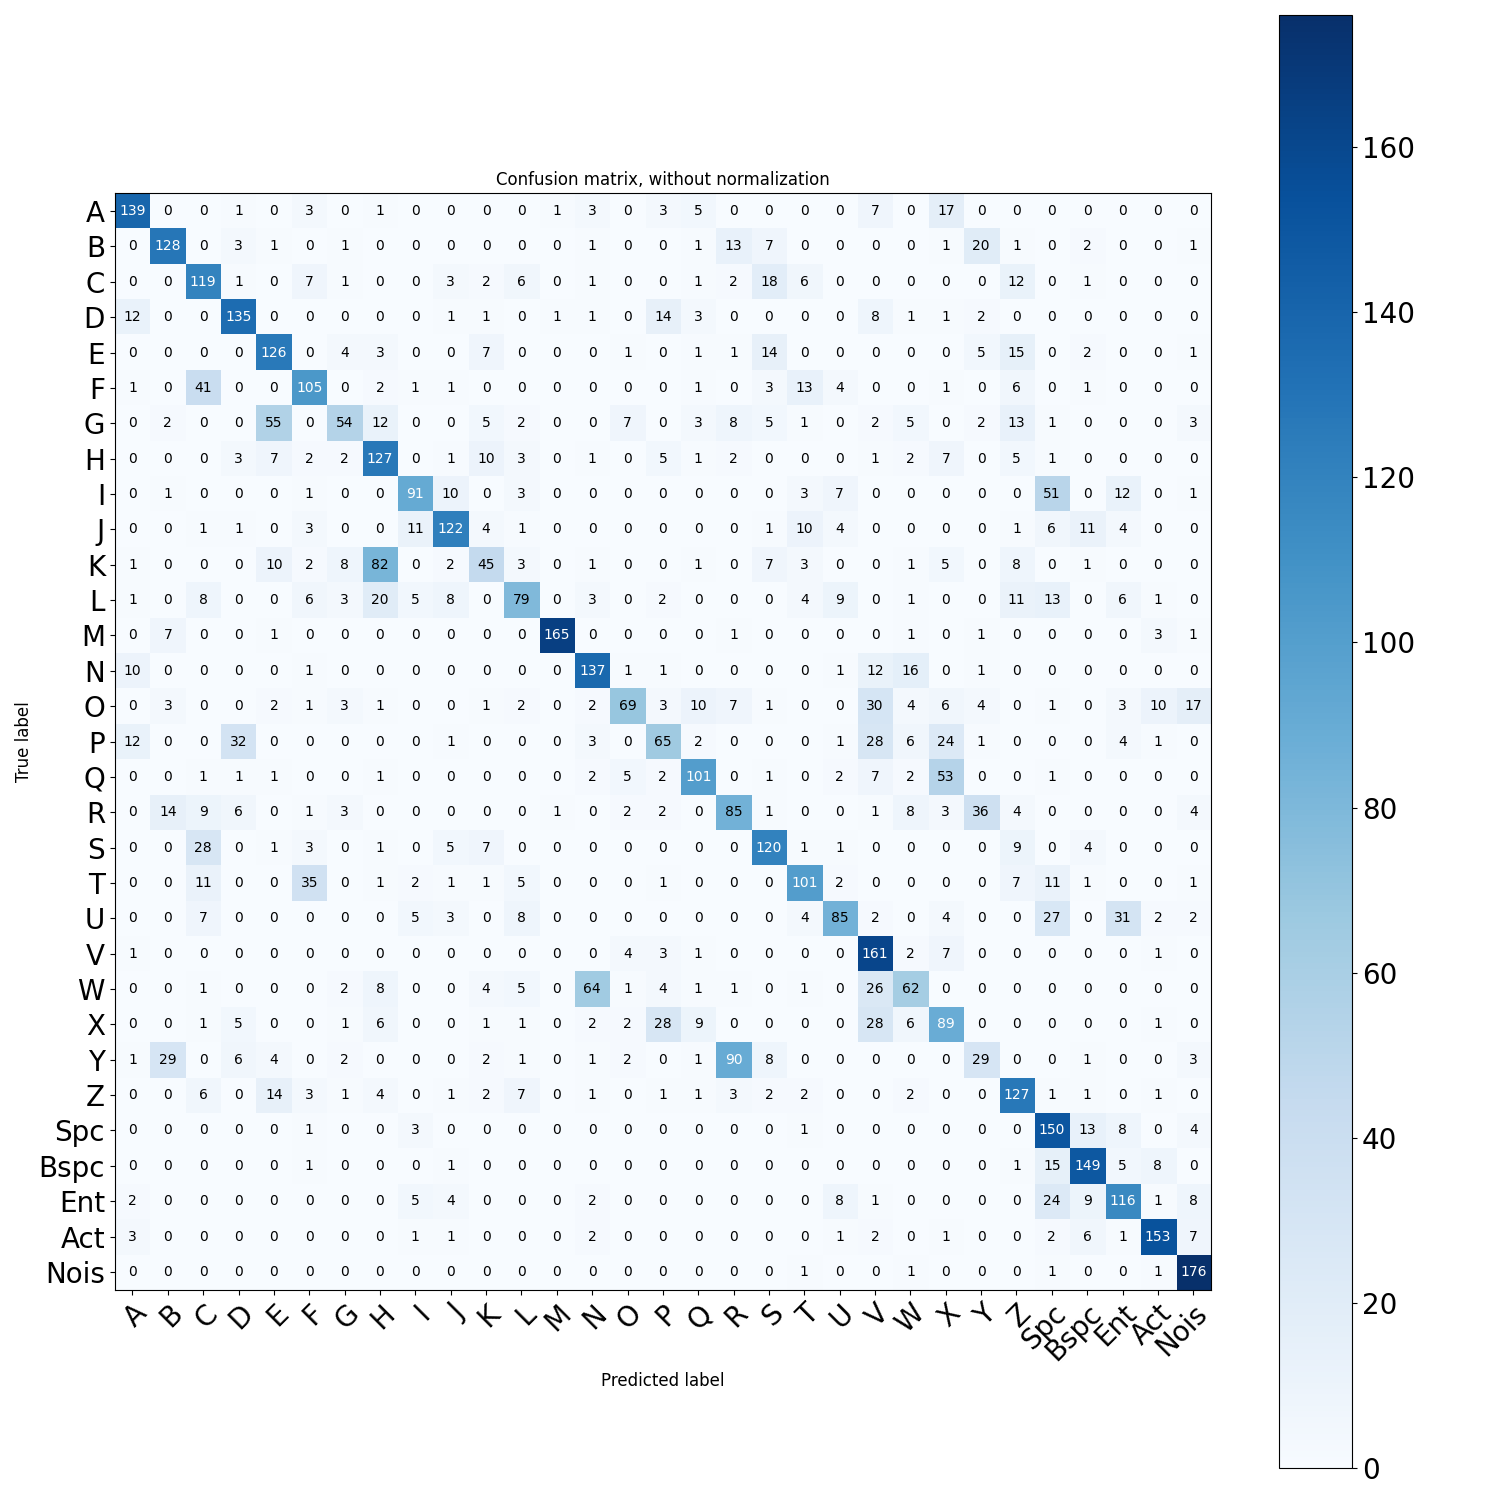 Confusion matrix, without normalization
A 139 0 0 1 0 3 0 1 0 0 0 0 1 3 0 3 5 0 0 0 0 7 0 17 0 0 0 0 0 0 0
B 0 128 0 3 1 0 1 0 0 0 0 0 0 1 0 0 1 13 7 0 0 0 0 1 20 1 0 2 0 0 1
C 0 0 119 1 0 7 1 0 0 3 2 6 0 1 0 0 1 2 18 6 0 0 0 0 0 12 0 1 0 0 0
D 12 0 0 135 0 0 0 0 0 1 1 0 1 1 0 14 3 0 0 0 0 8 1 1 2 0 0 0 0 0 0
E 0 0 0 0 126 0 4 3 0 0 7 0 0 0 1 0 1 1 14 0 0 0 0 0 5 15 0 2 0 0 1
F 1 0 41 0 0 105 0 2 1 1 0 0 0 0 0 0 1 0 3 13 4 0 0 1 0 6 0 1 0 0 0
G 0 2 0 0 55 0 54 12 0 0 5 2 0 0 7 0 3 8 5 1 0 2 5 0 2 13 1 0 0 0 3
H 0 0 0 3 7 2 2 127 0 1 10 3 0 1 0 5 1 2 0 0 0 1 2 7 0 5 1 0 0 0 0
I 0 1 0 0 0 1 0 0 91 10 0 3 0 0 0 0 0 0 0 3 7 0 0 0 0 0 51 0 12 0 1
J 0 0 1 1 0 3 0 0 11 122 4 1 0 0 0 0 0 0 1 10 4 0 0 0 0 1 6 11 4 0 0
K 1 0 0 0 10 2 8 82 0 2 45 3 0 1 0 0 1 0 7 3 0 0 1 5 0 8 0 1 0 0 0
L 1 0 8 0 0 6 3 20 5 8 0 79 0 3 0 2 0 0 0 4 9 0 1 0 0 11 13 0 6 1 0
M 0 7 0 0 1 0 0 0 0 0 0 0 165 0 0 0 0 1 0 0 0 0 1 0 1 0 0 0 0 3 1
N 10 0 0 0 0 1 0 0 0 0 0 0 0 137 1 1 0 0 0 0 1 12 16 0 1 0 0 0 0 0 0
O 0 3 0 0 2 1 3 1 0 0 1 2 0 2 69 3 10 7 1 0 0 30 4 6 4 0 1 0 3 10 17
P 12 0 0 32 0 0 0 0 0 1 0 0 0 3 0 65 2 0 0 0 1 28 6 24 1 0 0 0 4 1 0
Q 0 0 1 1 1 0 0 1 0 0 0 0 0 2 5 2 101 0 1 0 2 7 2 53 0 0 1 0 0 0 0
R 0 14 9 6 0 1 3 0 0 0 0 0 1 0 2 2 0 85 1 0 0 1 8 3 36 4 0 0 0 0 4
S 0 0 28 0 1 3 0 1 0 5 7 0 0 0 0 0 0 0 120 1 1 0 0 0 0 9 0 4 0 0 0
T 0 0 11 0 0 35 0 1 2 1 1 5 0 0 0 1 0 0 0 101 2 0 0 0 0 7 11 1 0 0 1
U 0 0 7 0 0 0 0 0 5 3 0 8 0 0 0 0 0 0 0 4 85 2 0 4 0 0 27 0 31 2 2
V 1 0 0 0 0 0 0 0 0 0 0 0 0 0 4 3 1 0 0 0 0 161 2 7 0 0 0 0 0 1 0
W 0 0 1 0 0 0 2 8 0 0 4 5 0 64 1 4 1 1 0 1 0 26 62 0 0 0 0 0 0 0 0
X 0 0 1 5 0 0 1 6 0 0 1 1 0 2 2 28 9 0 0 0 0 28 6 89 0 0 0 0 0 1 0
Y 1 29 0 6 4 0 2 0 0 0 2 1 0 1 2 0 1 90 8 0 0 0 0 0 29 0 0 1 0 0 3
Z 0 0 6 0 14 3 1 4 0 1 2 7 0 1 0 1 1 3 2 2 0 0 2 0 0 127 1 1 0 1 0
Spc 0 0 0 0 0 1 0 0 3 0 0 0 0 0 0 0 0 0 0 1 0 0 0 0 0 0 150 13 8 0 4
Bspc 0 0 0 0 0 1 0 0 0 1 0 0 0 0 0 0 0 0 0 0 0 0 0 0 0 1 15 149 5 8 0
Ent 2 0 0 0 0 0 0 0 5 4 0 0 0 2 0 0 0 0 0 0 8 1 0 0 0 0 24 9 116 1 8
Act 3 0 0 0 0 0 0 0 1 1 0 0 0 2 0 0 0 0 0 0 1 2 0 1 0 0 2 6 1 153 7
Nois 0 0 0 0 0 0 0 0 0 0 0 0 0 0 0 0 0 0 0 1 0 0 1 0 0 0 1 0 0 1 176
A B C D E F G H I J K L M N O P Q R S T U V W X Y Z Spc Bspc Ent Act Nois
Predicted label
True label
160
140
120
100
80
60
40
20
0